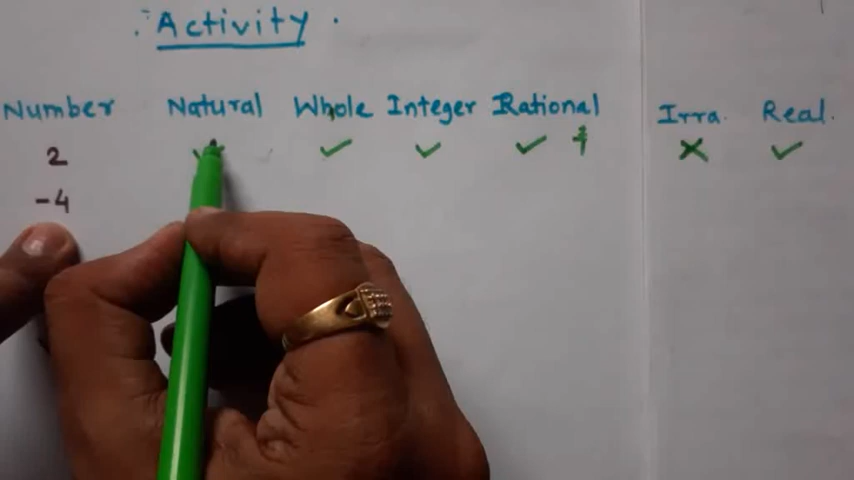 Activity
Number Natural Whole Integer Rational Irra. Real.
2 ✓ ✓ ✓ ✓ ✗ ✓
-4